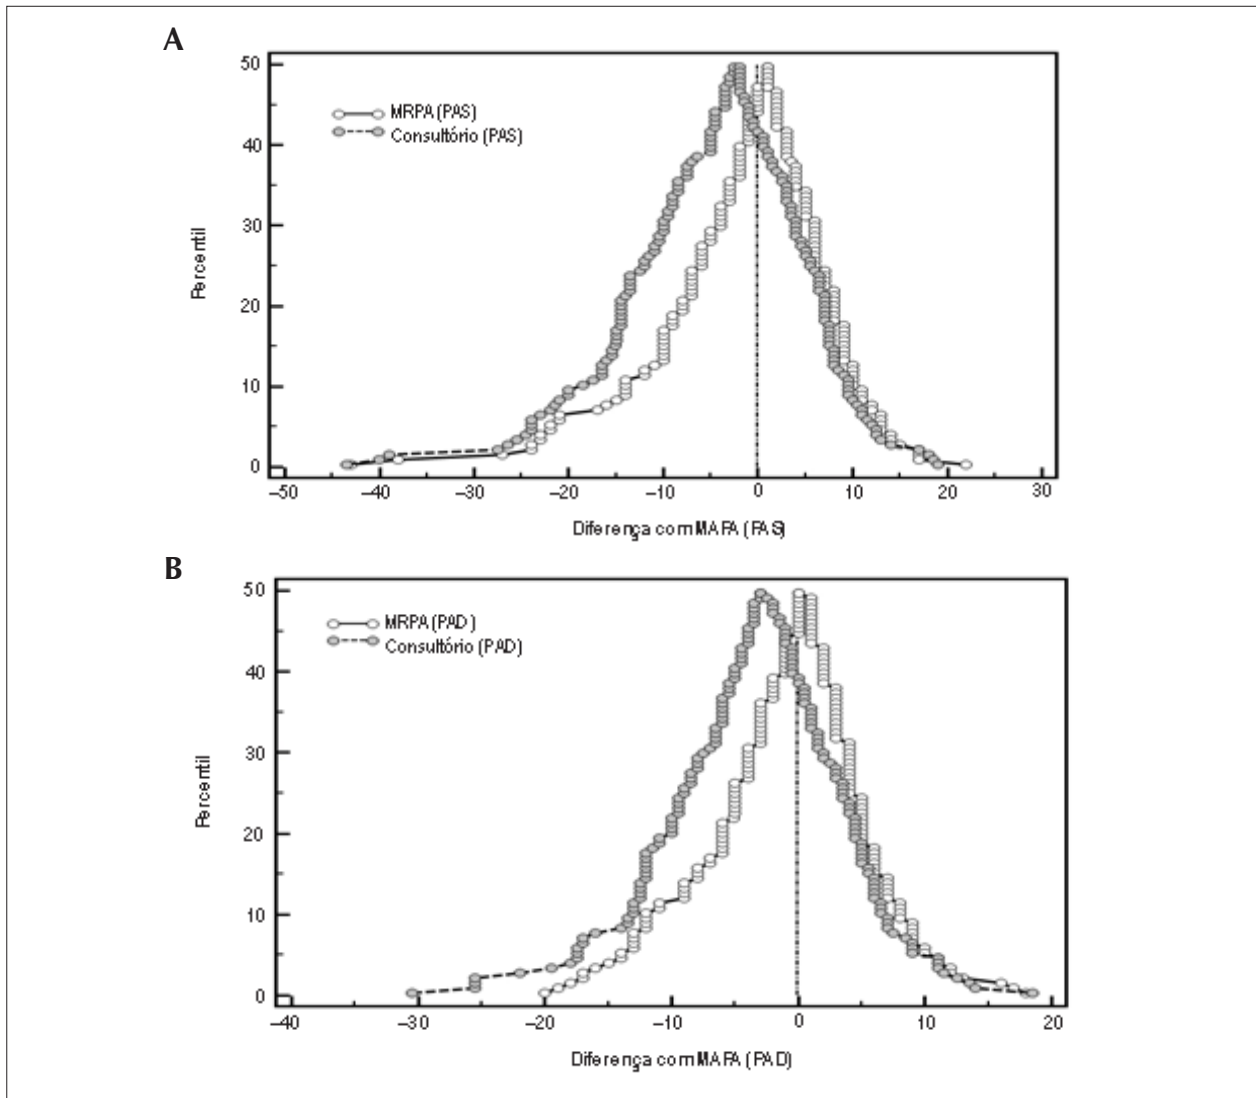 A
50
40
30
20
10
0
Percentil
MRPA (PAS)
Consultório (PAS)
–50 –40 –30 –20 –10 0 10 20 30
Diferença com MAPA (PAS)
B
50
40
30
20
10
0
Percentil
MRPA (PAD)
Consultório (PAD)
–40 –30 –20 –10 0 10 20
Diferença com MAPA (PAD)